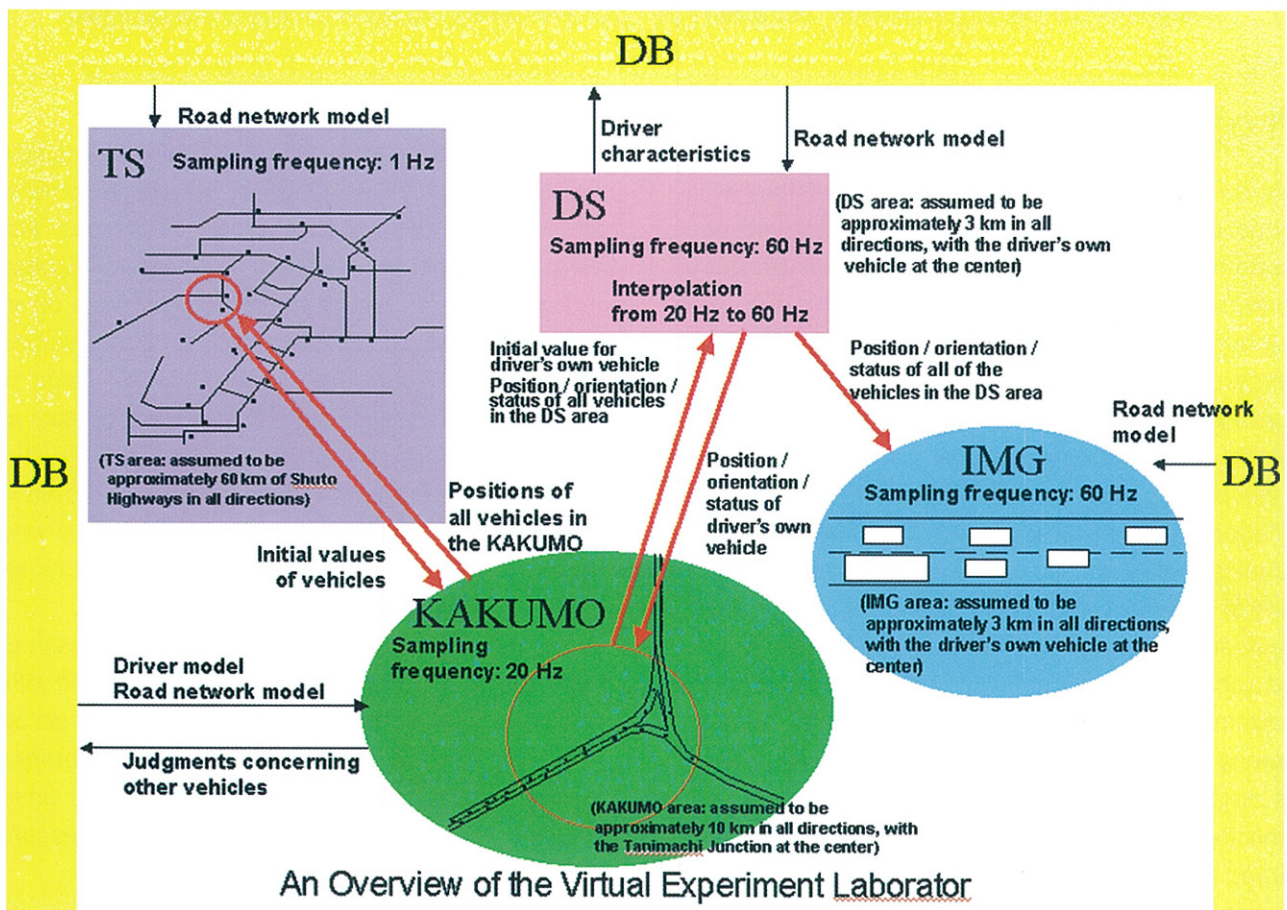 DB
Road network model
TS
Sampling frequency: 1 Hz
(TS area: assumed to be
approximately 60 km of Shuto
Highways in all directions)
Driver
characteristics
Road network model
DS
Sampling frequency: 60 Hz
Interpolation
from 20 Hz to 60 Hz
(DS area: assumed to be
approximately 3 km in all
directions, with the driver's own
vehicle at the center)
Initial value for
driver's own vehicle
Position / orientation /
status of all vehicles
in the DS area
Position / orientation /
status of all of the
vehicles in the DS area
Road network
model
DB
DB
IMG
Sampling frequency: 60 Hz
(IMG area: assumed to be
approximately 3 km in all directions,
with the driver's own vehicle at the
center)
Position /
orientation /
status of
driver's own
vehicle
Positions of
all vehicles in
the KAKUMO
Initial values
of vehicles
KAKUMO
Sampling
frequency: 20 Hz
Driver model
Road network model
Judgments concerning
other vehicles
(KAKUMO area: assumed to be
approximately 10 km in all directions, with
the Tanimachi Junction at the center)
An Overview of the Virtual Experiment Laborator